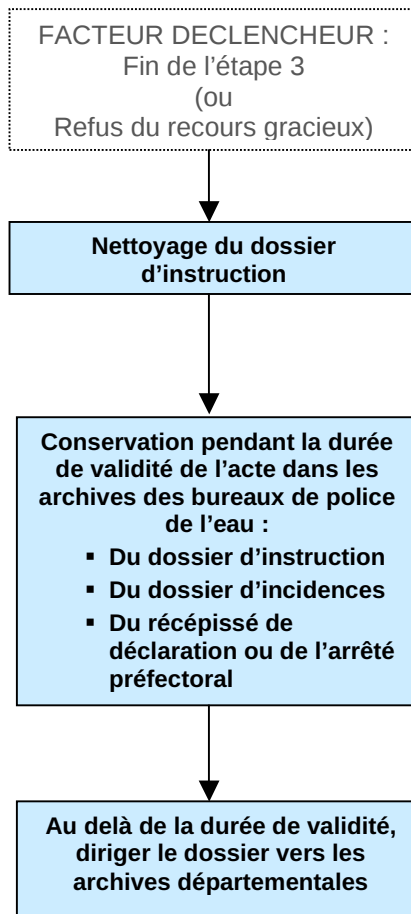 FACTEUR DECLENCHEUR :
Fin de l’étape 3
(ou
Refus du recours gracieux)
Nettoyage du dossier
d’instruction
Conservation pendant la durée
de validité de l’acte dans les
archives des bureaux de police
de l’eau :
▪ Du dossier d’instruction
▪ Du dossier d’incidences
▪ Du récépissé de
déclaration ou de l’arrêté
préfectoral
Au delà de la durée de validité,
diriger le dossier vers les
archives départementales